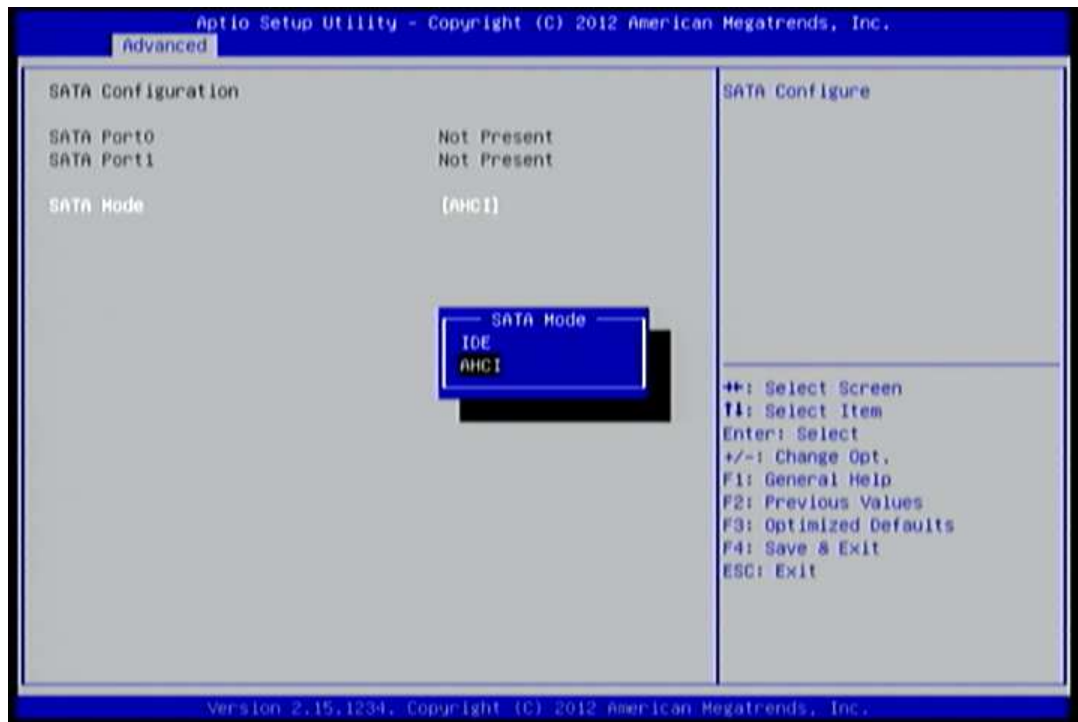 Aptio Setup Utility - Copyright (C) 2012 American Megatrends, Inc.
Advanced
SATA Configuration
SATA Port0 Not Present
SATA Port1 Not Present
SATA Mode [AHCI]
SATA Mode
IDE
AHCI
SATA Configure
→←: Select Screen
↑↓: Select Item
Enter: Select
+/-: Change Opt.
F1: General Help
F2: Previous Values
F3: Optimized Defaults
F4: Save & Exit
ESC: Exit
Version 2.15.1234. Copyright (C) 2012 American Megatrends, Inc.